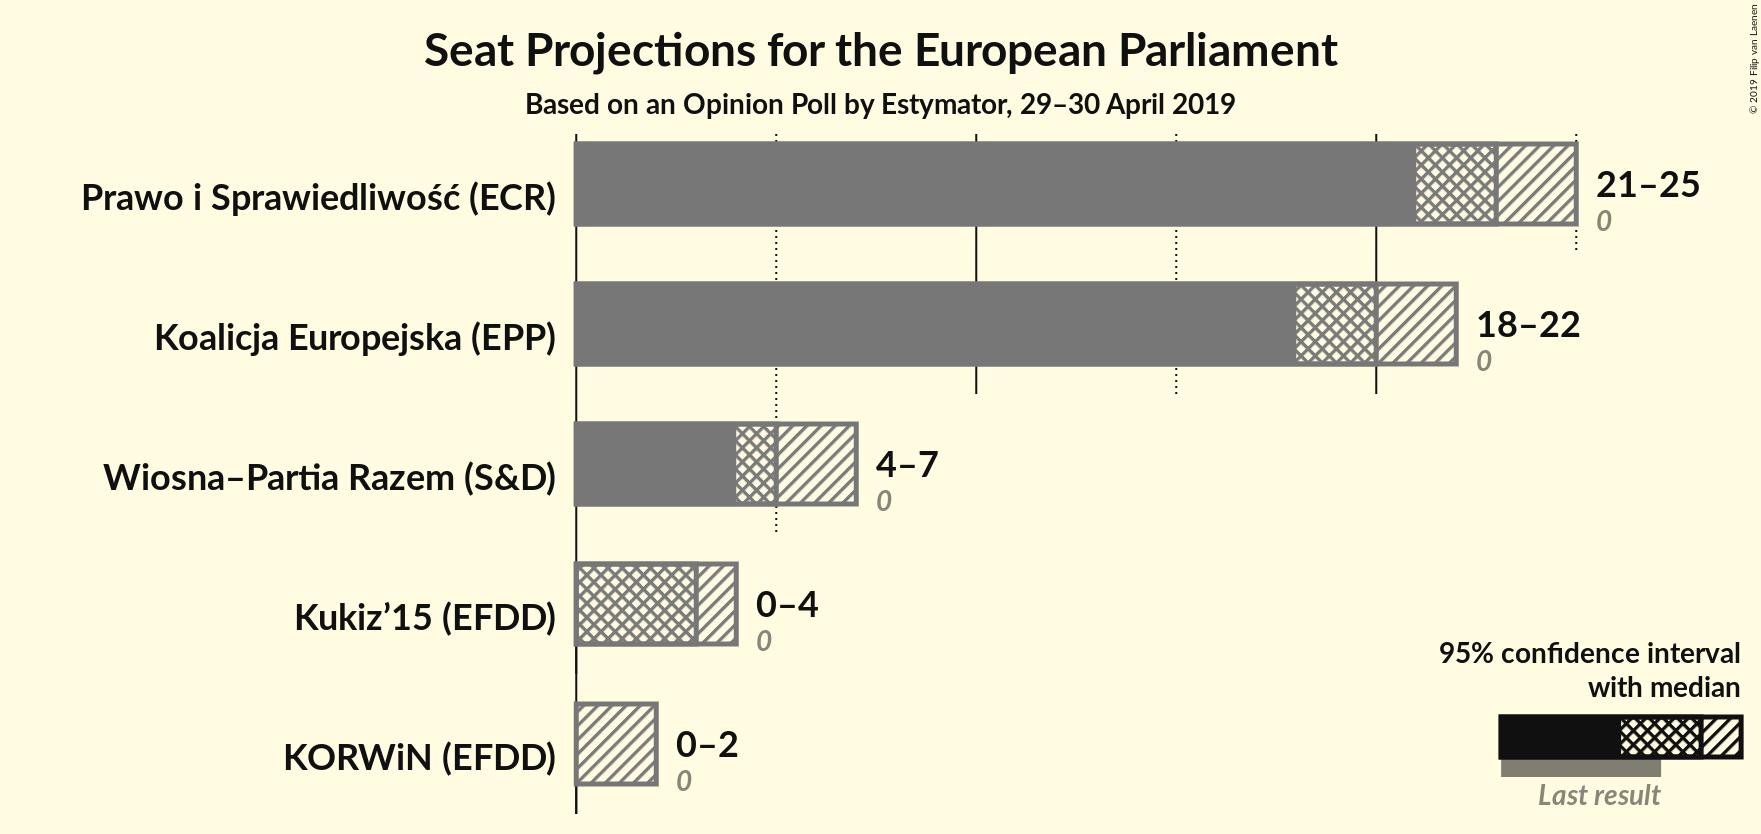 Seat Projections for the European Parliament
Based on an Opinion Poll by Estymator, 29–30 April 2019
© 2019 Filip van Laenen
Prawo i Sprawiedliwość (ECR)
21–25
0
Koalicja Europejska (EPP)
18–22
0
Wiosna–Partia Razem (S&D)
4–7
0
Kukiz’15 (EFDD)
0–4
0
KORWiN (EFDD)
0–2
0
95% confidence interval
with median
Last result